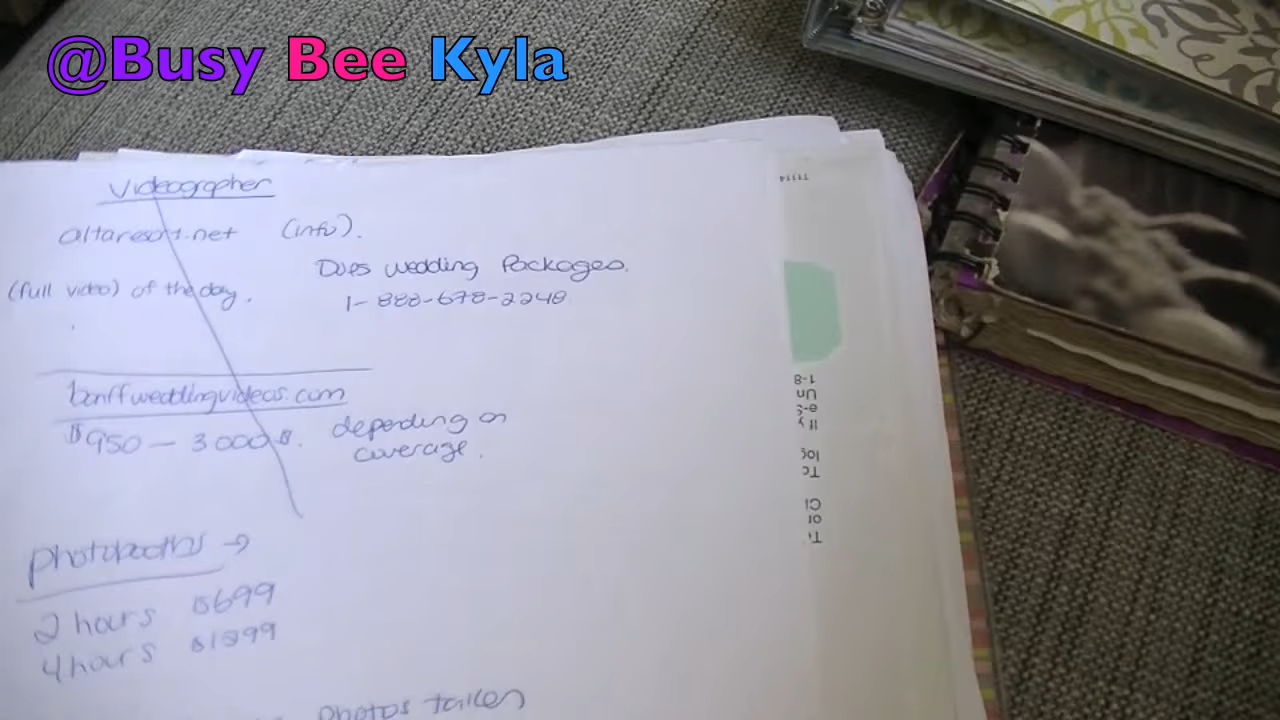 @Busy Bee Kyla
Videographer
altaresort.net (info).
(full video) of the day.
Does wedding Packages.
1-888-678-2248
banffweddingvideos.com
$950 - 3000$. depending on
coverage.
photobooths →
2 hours $699
4 hours $1299
photos taken